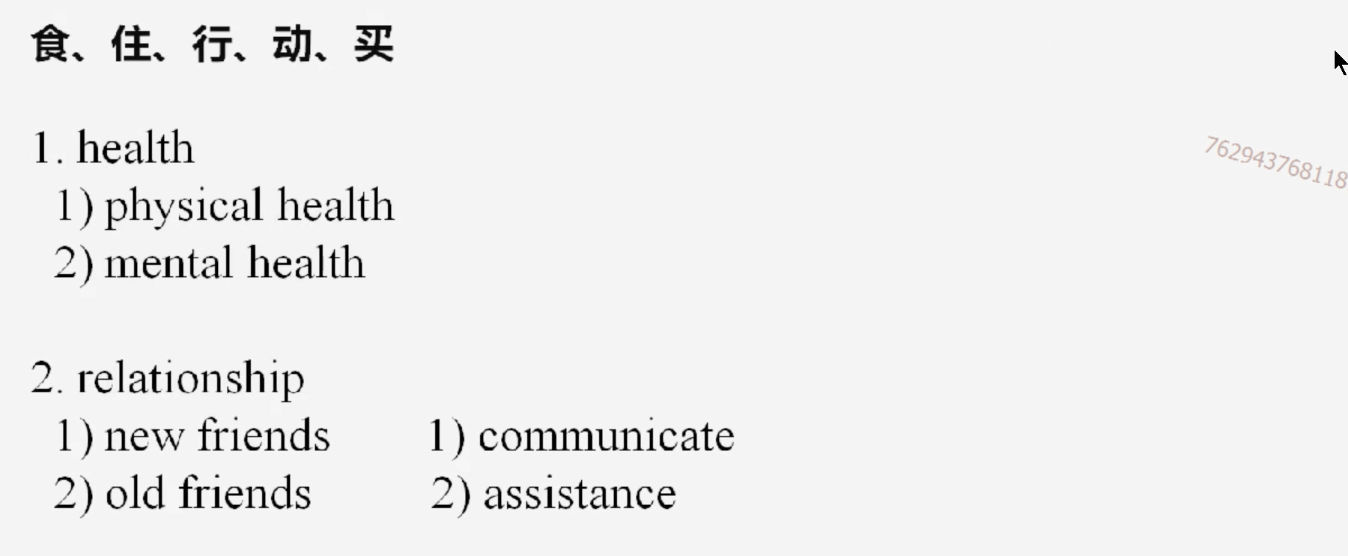 食、住、行、动、买
762943768118
1. health
1) physical health
2) mental health
2. relationship
1) new friends 1) communicate
2) old friends 2) assistance